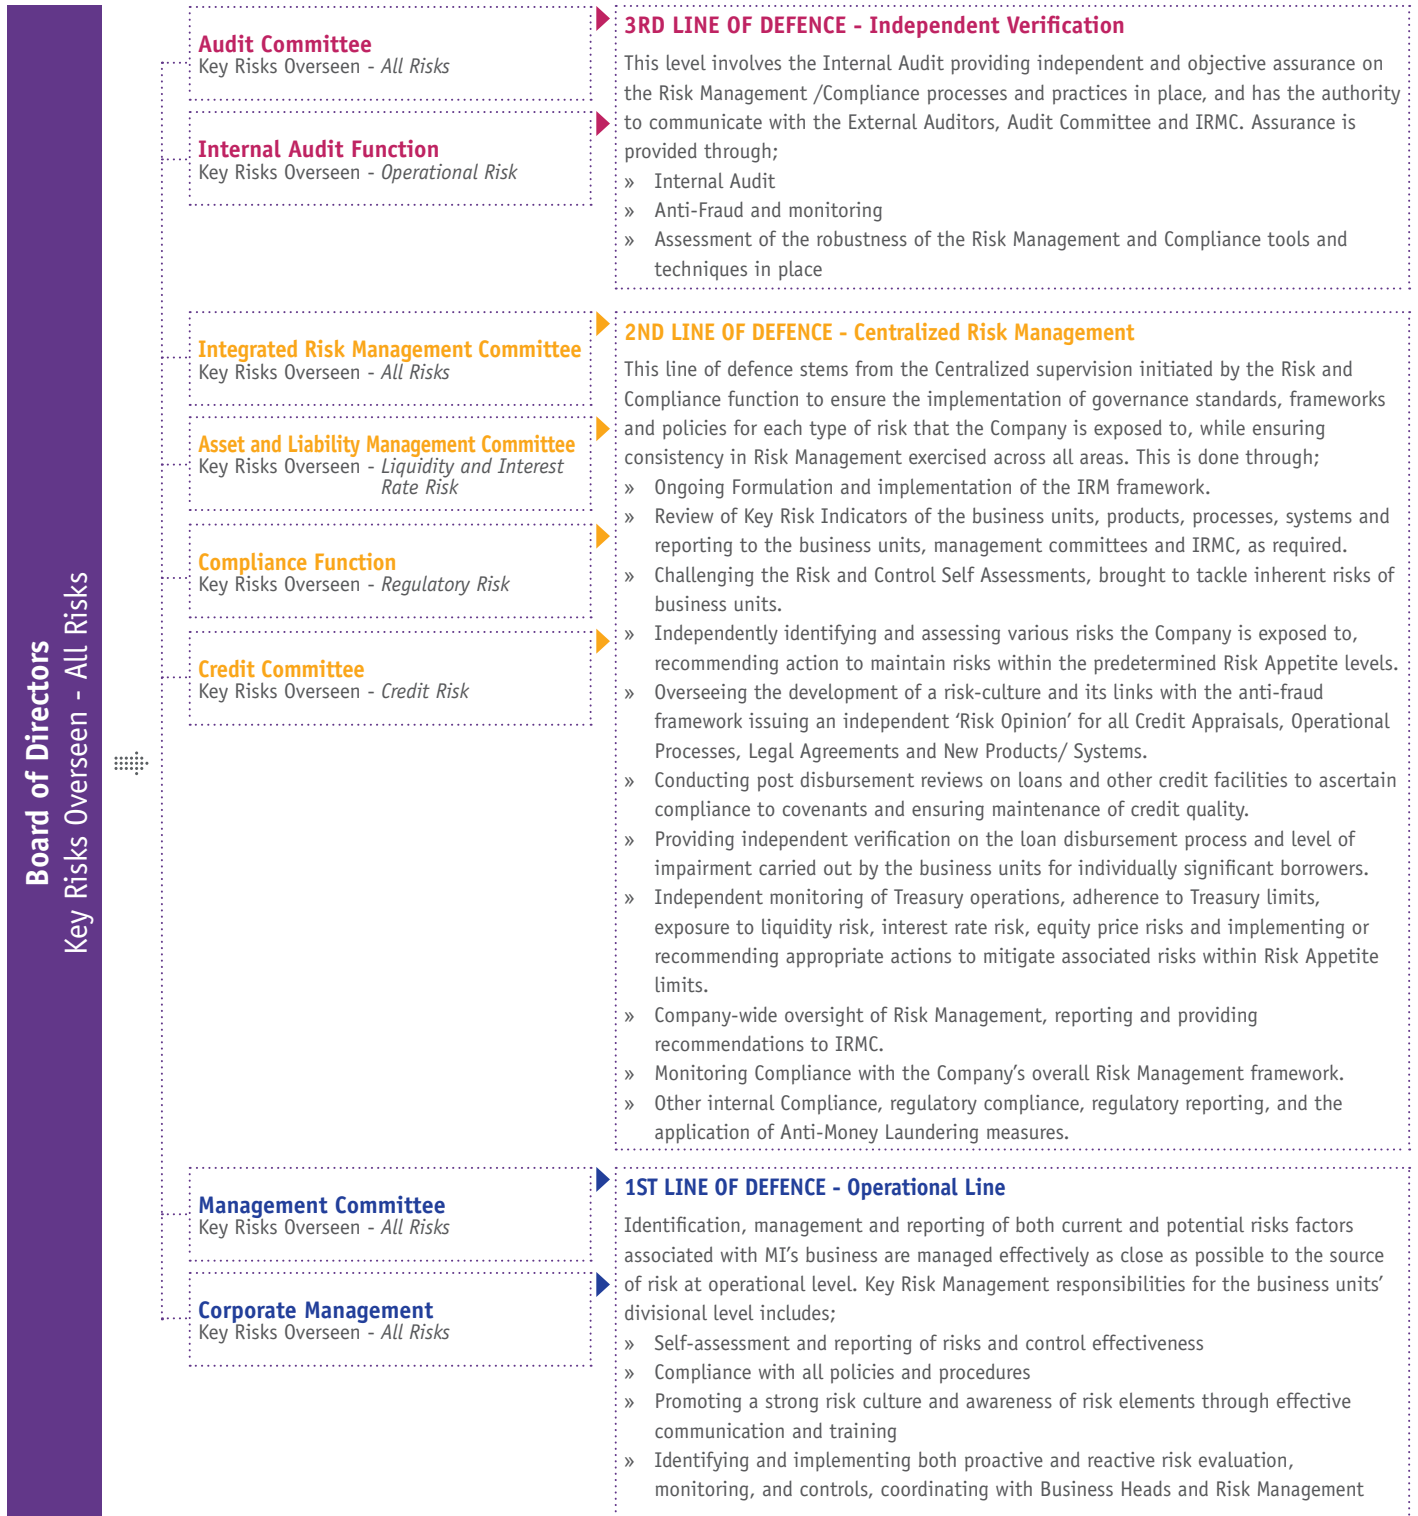 Board of Directors
Key Risks Overseen - All Risks
Audit Committee
Key Risks Overseen - All Risks
Internal Audit Function
Key Risks Overseen - Operational Risk
3RD LINE OF DEFENCE - Independent Verification
This level involves the Internal Audit providing independent and objective assurance on
the Risk Management /Compliance processes and practices in place, and has the authority
to communicate with the External Auditors, Audit Committee and IRMC. Assurance is
provided through;
» Internal Audit
» Anti-Fraud and monitoring
» Assessment of the robustness of the Risk Management and Compliance tools and
techniques in place
Integrated Risk Management Committee
Key Risks Overseen - All Risks
Asset and Liability Management Committee
Key Risks Overseen - Liquidity and Interest
Rate Risk
Compliance Function
Key Risks Overseen - Regulatory Risk
Credit Committee
Key Risks Overseen - Credit Risk
2ND LINE OF DEFENCE - Centralized Risk Management
This line of defence stems from the Centralized supervision initiated by the Risk and
Compliance function to ensure the implementation of governance standards, frameworks
and policies for each type of risk that the Company is exposed to, while ensuring
consistency in Risk Management exercised across all areas. This is done through;
» Ongoing Formulation and implementation of the IRM framework.
» Review of Key Risk Indicators of the business units, products, processes, systems and
reporting to the business units, management committees and IRMC, as required.
» Challenging the Risk and Control Self Assessments, brought to tackle inherent risks of
business units.
» Independently identifying and assessing various risks the Company is exposed to,
recommending action to maintain risks within the predetermined Risk Appetite levels.
» Overseeing the development of a risk-culture and its links with the anti-fraud
framework issuing an independent ‘Risk Opinion’ for all Credit Appraisals, Operational
Processes, Legal Agreements and New Products/ Systems.
» Conducting post disbursement reviews on loans and other credit facilities to ascertain
compliance to covenants and ensuring maintenance of credit quality.
» Providing independent verification on the loan disbursement process and level of
impairment carried out by the business units for individually significant borrowers.
» Independent monitoring of Treasury operations, adherence to Treasury limits,
exposure to liquidity risk, interest rate risk, equity price risks and implementing or
recommending appropriate actions to mitigate associated risks within Risk Appetite
limits.
» Company-wide oversight of Risk Management, reporting and providing
recommendations to IRMC.
» Monitoring Compliance with the Company’s overall Risk Management framework.
» Other internal Compliance, regulatory compliance, regulatory reporting, and the
application of Anti-Money Laundering measures.
Management Committee
Key Risks Overseen - All Risks
Corporate Management
Key Risks Overseen - All Risks
1ST LINE OF DEFENCE - Operational Line
Identification, management and reporting of both current and potential risks factors
associated with MI’s business are managed effectively as close as possible to the source
of risk at operational level. Key Risk Management responsibilities for the business units’
divisional level includes;
» Self-assessment and reporting of risks and control effectiveness
» Compliance with all policies and procedures
» Promoting a strong risk culture and awareness of risk elements through effective
communication and training
» Identifying and implementing both proactive and reactive risk evaluation,
monitoring, and controls, coordinating with Business Heads and Risk Management